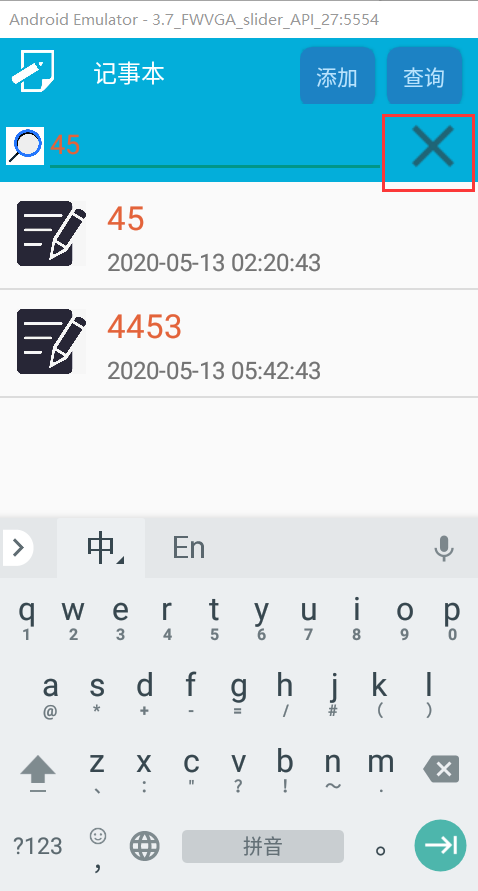 Android Emulator - 3.7_FWVGA_slider_API_27:5554
记事本 添加 查询
45
45
2020-05-13 02:20:43
4453
2020-05-13 05:42:43
中 En
q w e r t y u i o p
1 2 3 4 5 6 7 8 9 0
a s d f g h j k l
@ * + - = / # ( )
z x c v b n m
、 : " ? ! ~ .
?123 , 拼音 。